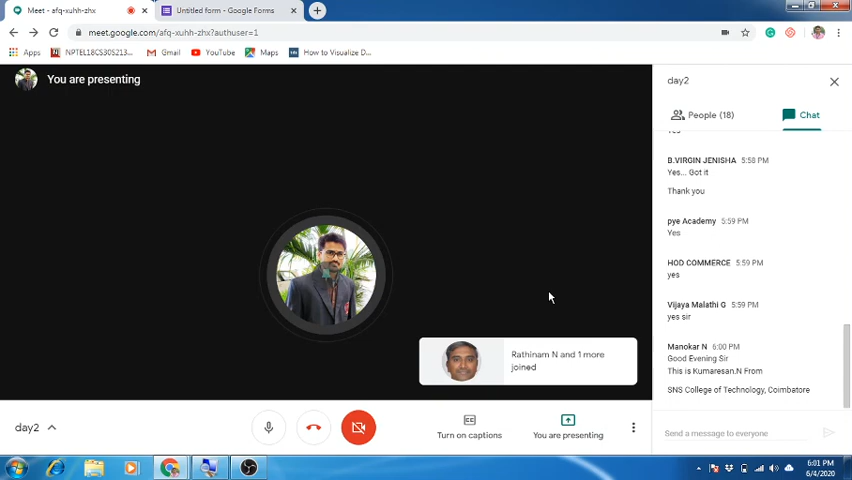 Meet - afq-xuhh-zhx
Untitled form - Google Forms
meet.google.com/afq-xuhh-zhx?authuser=1
Apps
NPTEL18CS30S213...
Gmail
YouTube
Maps
How to Visualize D...
You are presenting
day2
People (18)
Chat
Yes
B.VIRGIN JENISHA 5:58 PM
Yes... Got it
Thank you
pye Academy 5:59 PM
Yes
HOD COMMERCE 5:59 PM
yes
Vijaya Malathi G 5:59 PM
yes sir
Manokar N 6:00 PM
Good Evening Sir
This is Kumaresan.N From
SNS College of Technology, Coimbatore
Send a message to everyone
Rathinam N and 1 more
joined
day2
Turn on captions
You are presenting
6:01 PM
6/4/2020